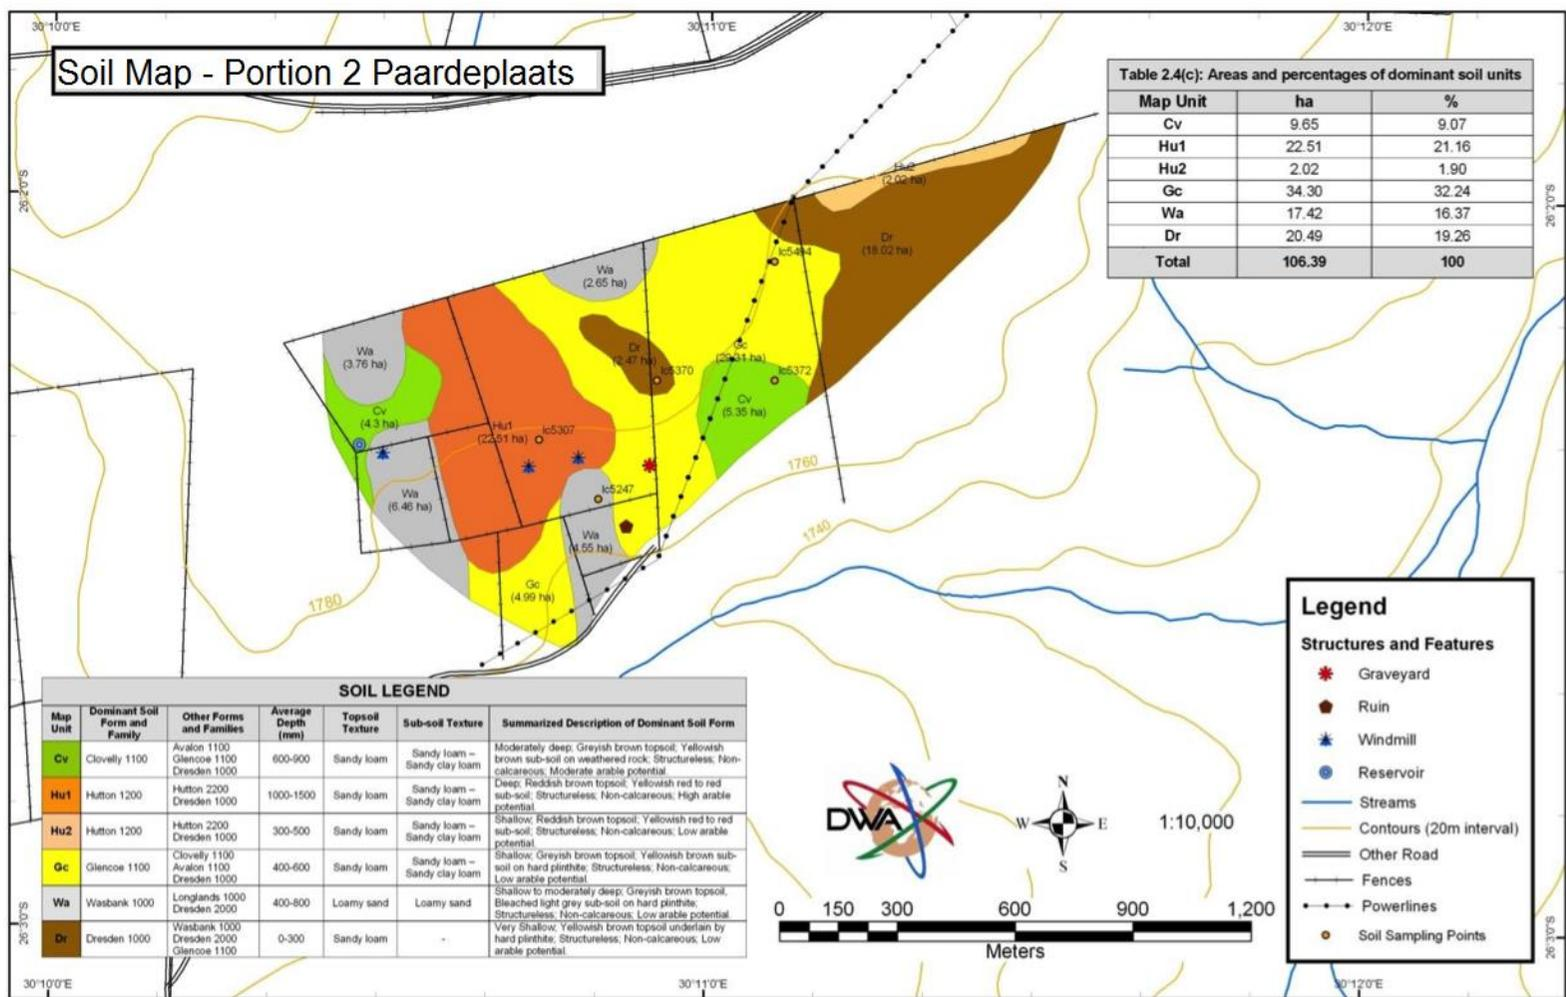 30°10'0"E
30°11'0"E
30°12'0"E
Soil Map - Portion 2 Paardeplaats
Table 2.4(c): Areas and percentages of dominant soil units
Map Unit ha %
Cv 9.65 9.07
Hu1 22.51 21.16
Hu2 2.02 1.90
Gc 34.30 32.24
Wa 17.42 16.37
Dr 20.49 19.26
Total 106.39 100
26°2'0"S
26°2'0"S
Hu2
(2.02 ha)
Dr
(18.02 ha)
Ic5494
Wa
(2.65 ha)
Wa
(3.76 ha)
Dr
(2.47 ha)
Ic5370
Gc
(29.31 ha)
Ic5372
Cv
(5.35 ha)
Cv
(4.3 ha)
Hu1
(22.51 ha)
Ic5307
Wa
(6.46 ha)
Ic5247
Wa
(4.55 ha)
Gc
(4.99 ha)
1760
1740
1780
SOIL LEGEND
Map Unit Dominant Soil Form and Family Other Forms and Families Average Depth (mm) Topsoil Texture Sub-soil Texture Summarized Description of Dominant Soil Form
Cv Clovelly 1100 Avalon 1100 Glencoe 1100 Dresden 1000 600-900 Sandy loam Sandy loam – Sandy clay loam Moderately deep; Greyish brown topsoil; Yellowish brown sub-soil on weathered rock; Structureless; Non-calcareous; Moderate arable potential.
Hu1 Hutton 1200 Hutton 2200 Dresden 1000 1000-1500 Sandy loam Sandy loam – Sandy clay loam Deep; Reddish brown topsoil; Yellowish red to red sub-soil; Structureless; Non-calcareous; High arable potential.
Hu2 Hutton 1200 Hutton 2200 Dresden 1000 300-500 Sandy loam Sandy loam – Sandy clay loam Shallow; Reddish brown topsoil; Yellowish red to red sub-soil; Structureless; Non-calcareous; Low arable potential.
Gc Glencoe 1100 Clovelly 1100 Avalon 1100 Dresden 1000 400-600 Sandy loam Sandy loam – Sandy clay loam Shallow; Greyish brown topsoil; Yellowish brown sub-soil on hard plinthite; Structureless; Non-calcareous; Low arable potential.
Wa Wasbank 1000 Longlands 1000 Dresden 2000 400-800 Loamy sand Loamy sand Shallow to moderately deep; Greyish brown topsoil, Bleached light grey sub-soil on hard plinthite; Structureless; Non-calcareous; Low arable potential.
Dr Dresden 1000 Wasbank 1000 Dresden 2000 Glencoe 1100 0-300 Sandy loam - Very Shallow; Yellowish brown topsoil underlain by hard plinthite; Structureless; Non-calcareous; Low arable potential.
DWA
N
W E
S
1:10,000
0 150 300 600 900 1,200
Meters
Legend
Structures and Features
Graveyard
Ruin
Windmill
Reservoir
Streams
Contours (20m interval)
Other Road
Fences
Powerlines
Soil Sampling Points
26°3'0"S
26°3'0"S
30°10'0"E
30°11'0"E
30°12'0"E